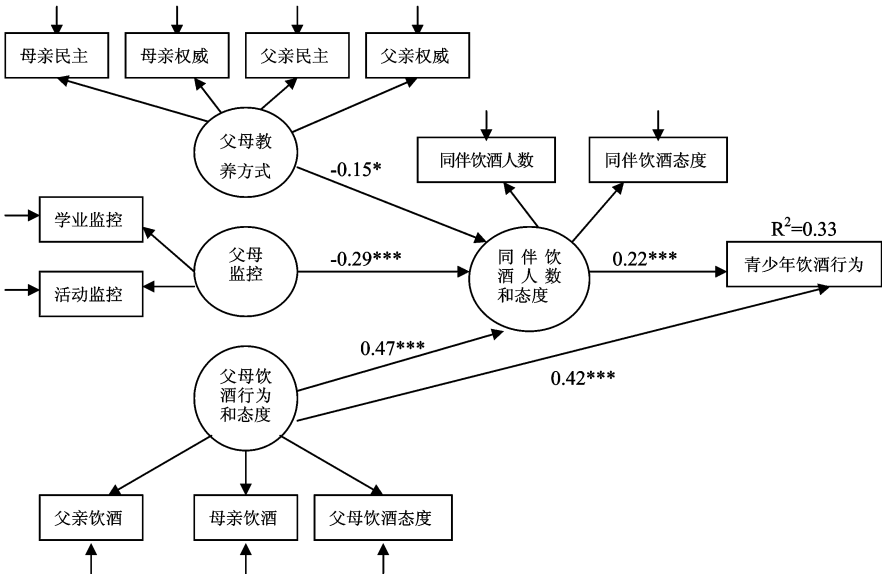 母亲民主
母亲权威
父亲民主
父亲权威
父母教
养方式
同伴饮酒人数
同伴饮酒态度
-0.15*
学业监控
父母
监控
-0.29***
同伴饮
酒人数
和态度
0.22***
R²=0.33
青少年饮酒行为
活动监控
0.47***
0.42***
父母饮
酒行为
和态度
父亲饮酒
母亲饮酒
父母饮酒态度